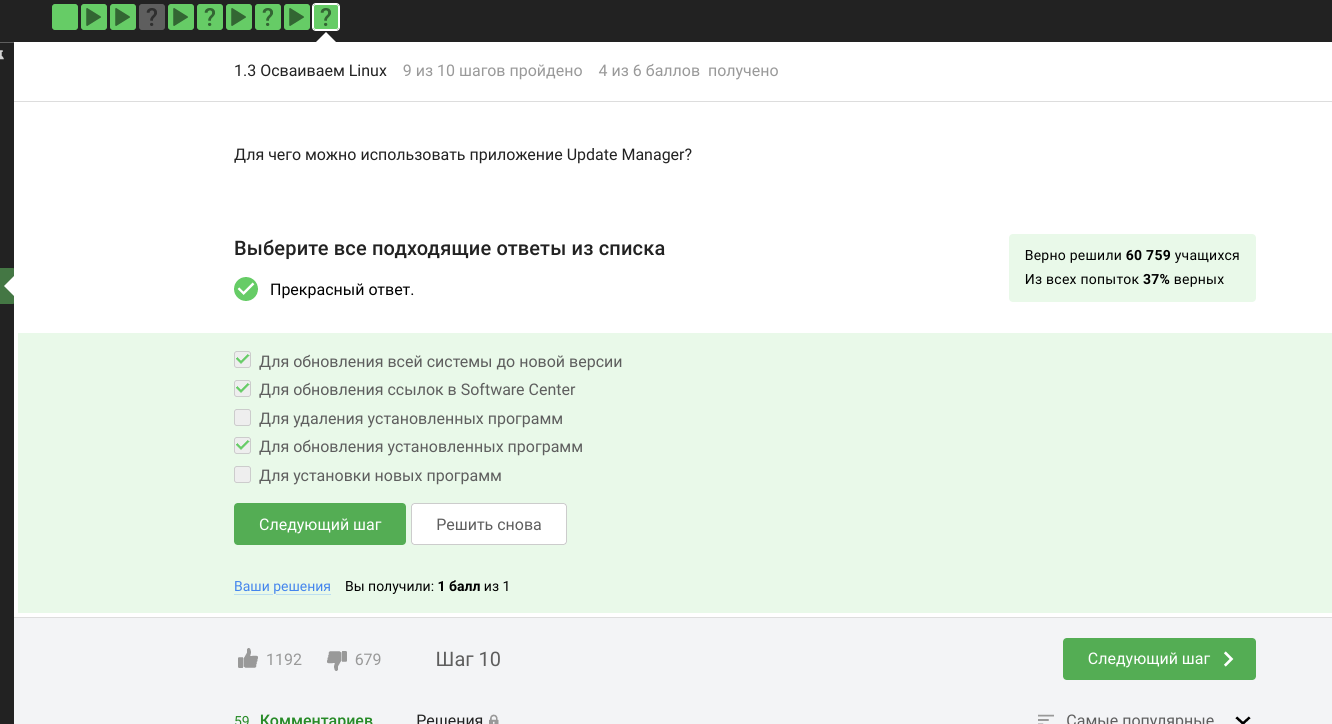 ? ? ? ?
1.3 Осваиваем Linux 9 из 10 шагов пройдено 4 из 6 баллов получено
Для чего можно использовать приложение Update Manager?
Выберите все подходящие ответы из списка
Верно решили 60 759 учащихся
Из всех попыток 37% верных
Прекрасный ответ.
Для обновления всей системы до новой версии
Для обновления ссылок в Software Center
Для удаления установленных программ
Для обновления установленных программ
Для установки новых программ
Следующий шаг Решить снова
Ваши решения Вы получили: 1 балл из 1
1192 679 Шаг 10 Следующий шаг
59 Комментариев Решения Самые популярные